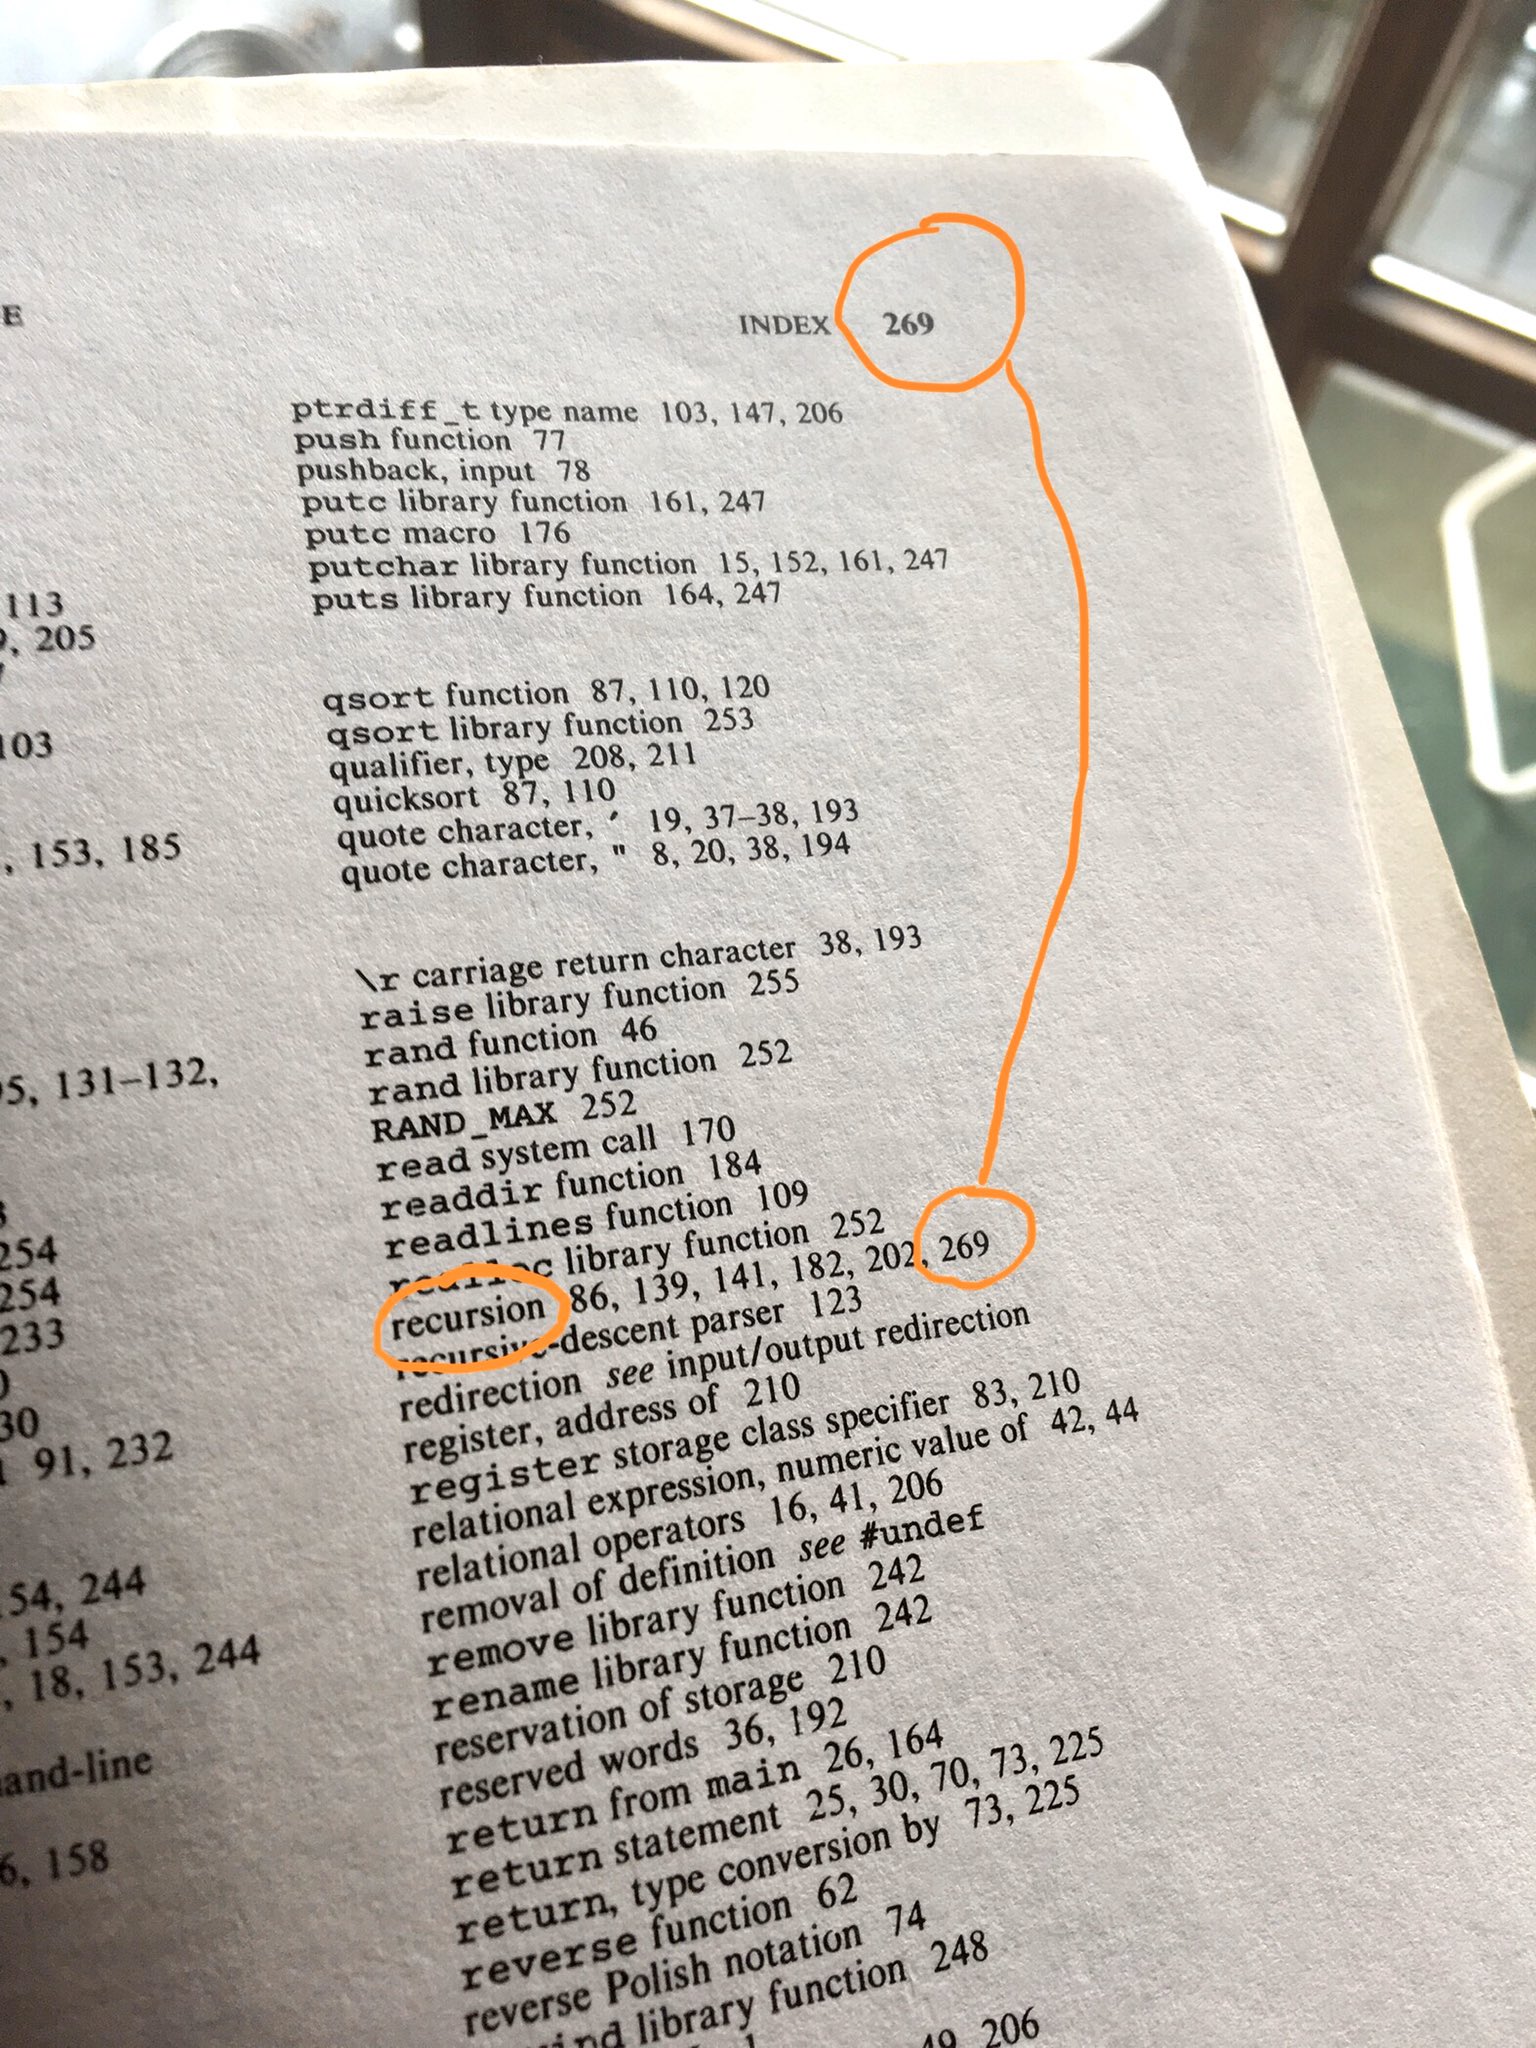 E
INDEX 269
113
, 205
103
, 153, 185
5, 131–132,
254
254
233
30
91, 232
54, 244
, 154
, 18, 153, 244
and-line
6, 158
ptrdiff_t type name 103, 147, 206
push function 77
pushback, input 78
putc library function 161, 247
putc macro 176
putchar library function 15, 152, 161, 247
puts library function 164, 247
qsort function 87, 110, 120
qsort library function 253
qualifier, type 208, 211
quicksort 87, 110
quote character, ' 19, 37–38, 193
quote character, " 8, 20, 38, 194
\r carriage return character 38, 193
raise library function 255
rand function 46
rand library function 252
RAND_MAX 252
read system call 170
readdir function 184
readlines function 109
realloc library function 252
recursion 86, 139, 141, 182, 202, 269
recursive-descent parser 123
redirection see input/output redirection
register, address of 210
register storage class specifier 83, 210
relational expression, numeric value of 42, 44
relational operators 16, 41, 206
removal of definition see #undef
remove library function 242
rename library function 242
reservation of storage 210
reserved words 36, 192
return from main 26, 164
return statement 25, 30, 70, 73, 225
return, type conversion by 73, 225
reverse function 62
reverse Polish notation 74
ind library function 248
49, 206